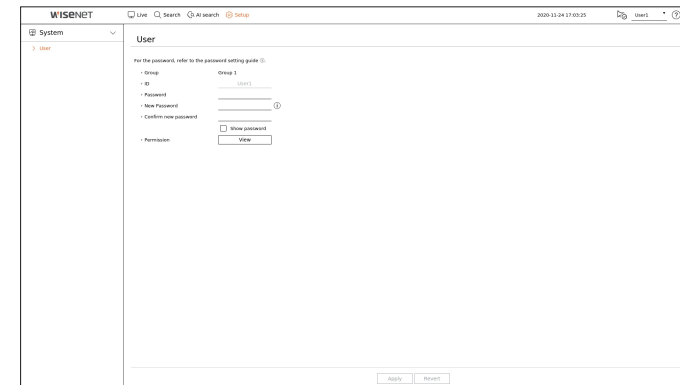 WISENET
Live Search AI search Setup 2020-11-24 17:03:25 User1
System
User
User
For the password, refer to the password setting guide ⓘ.
Group Group 1
ID User1
Password
New Password
Confirm new password
Show password
Permission View
Apply Revert